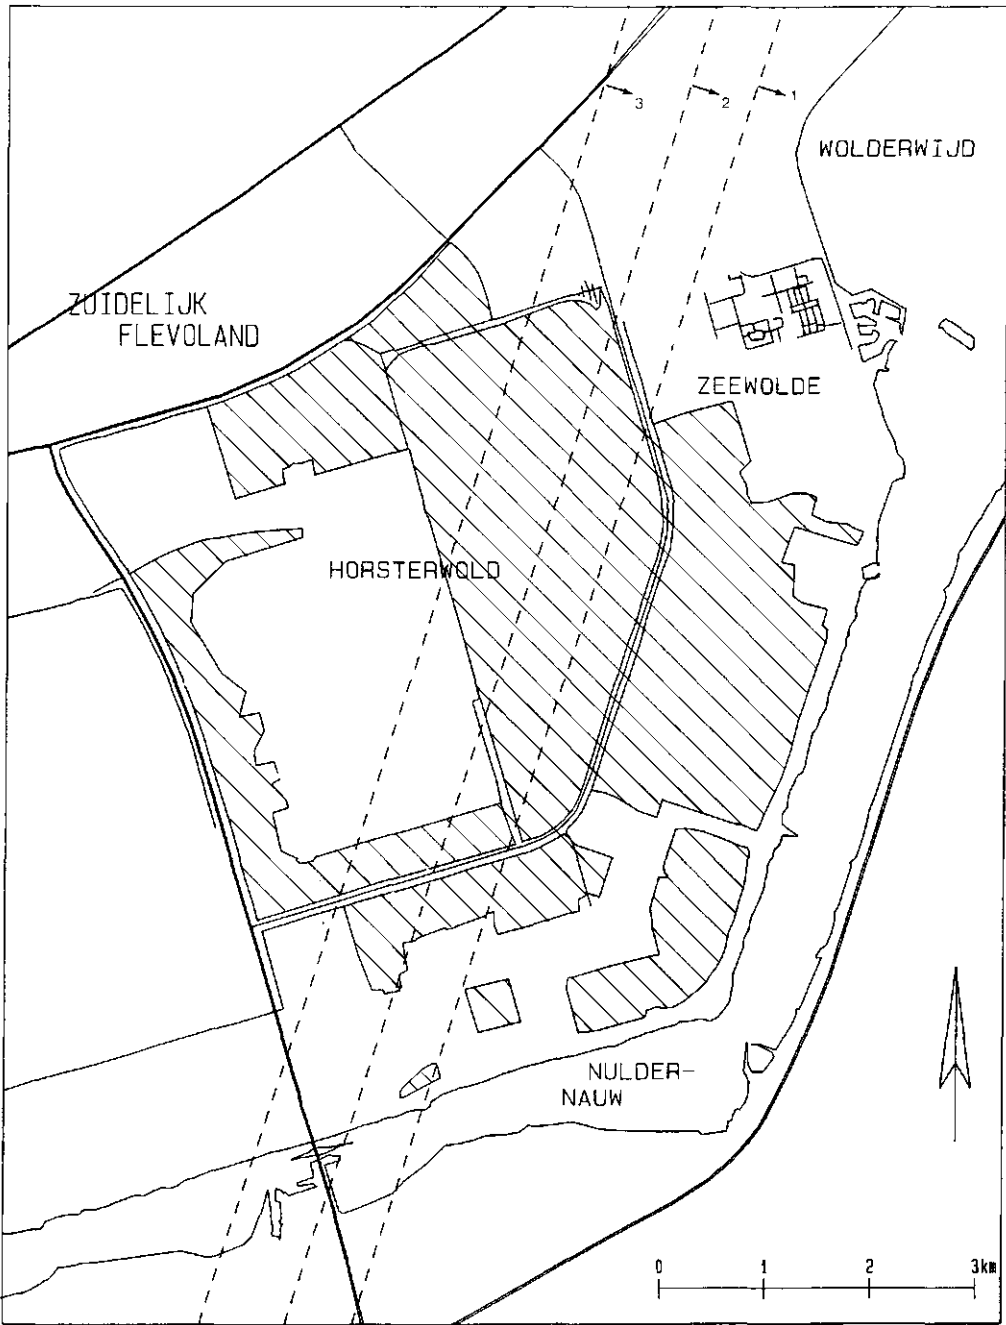 3
2
1
WOLDERWIJD
ZUIDELIJK
FLEVOLAND
ZEEWOLDE
HORSTERWOLD
NULDER-
NAUW
0 1 2 3km